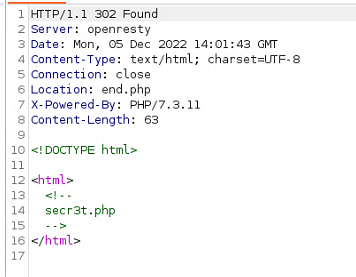 1 HTTP/1.1 302 Found
2 Server: openresty
3 Date: Mon, 05 Dec 2022 14:01:43 GMT
4 Content-Type: text/html; charset=UTF-8
5 Connection: close
6 Location: end.php
7 X-Powered-By: PHP/7.3.11
8 Content-Length: 63
9
10 <!DOCTYPE html>
11
12 <html>
13 <!--
14 secr3t.php
15 -->
16 </html>
17